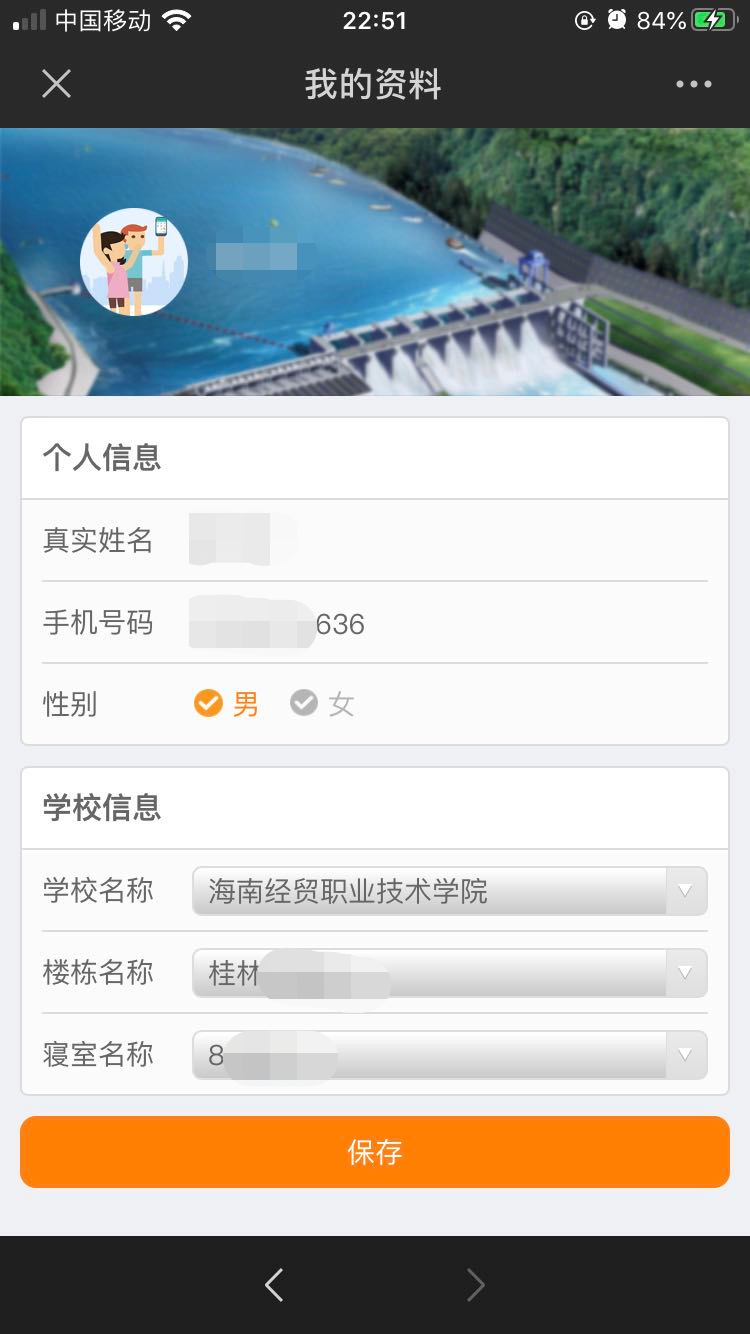 中国移动 22:51 84%
我的资料
个人信息
真实姓名
手机号码 636
性别 男 女
学校信息
学校名称 海南经贸职业技术学院
楼栋名称 桂林
寝室名称 8
保存